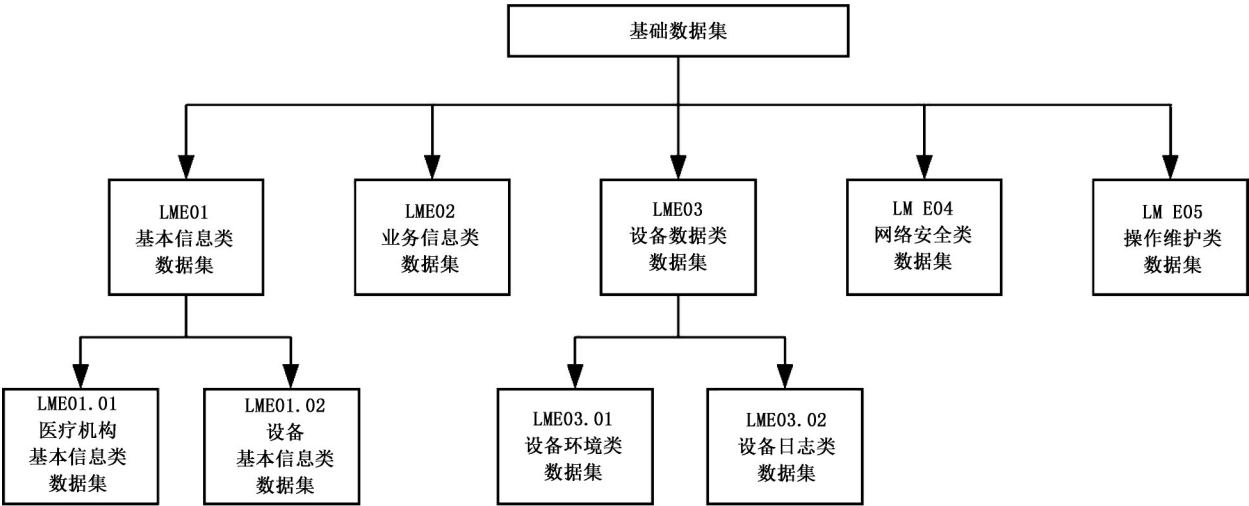 基础数据集
LME01
基本信息类
数据集
LME02
业务信息类
数据集
LME03
设备数据类
数据集
LM E04
网络安全类
数据集
LM E05
操作维护类
数据集
LME01.01
医疗机构
基本信息类
数据集
LME01.02
设备
基本信息类
数据集
LME03.01
设备环境类
数据集
LME03.02
设备日志类
数据集